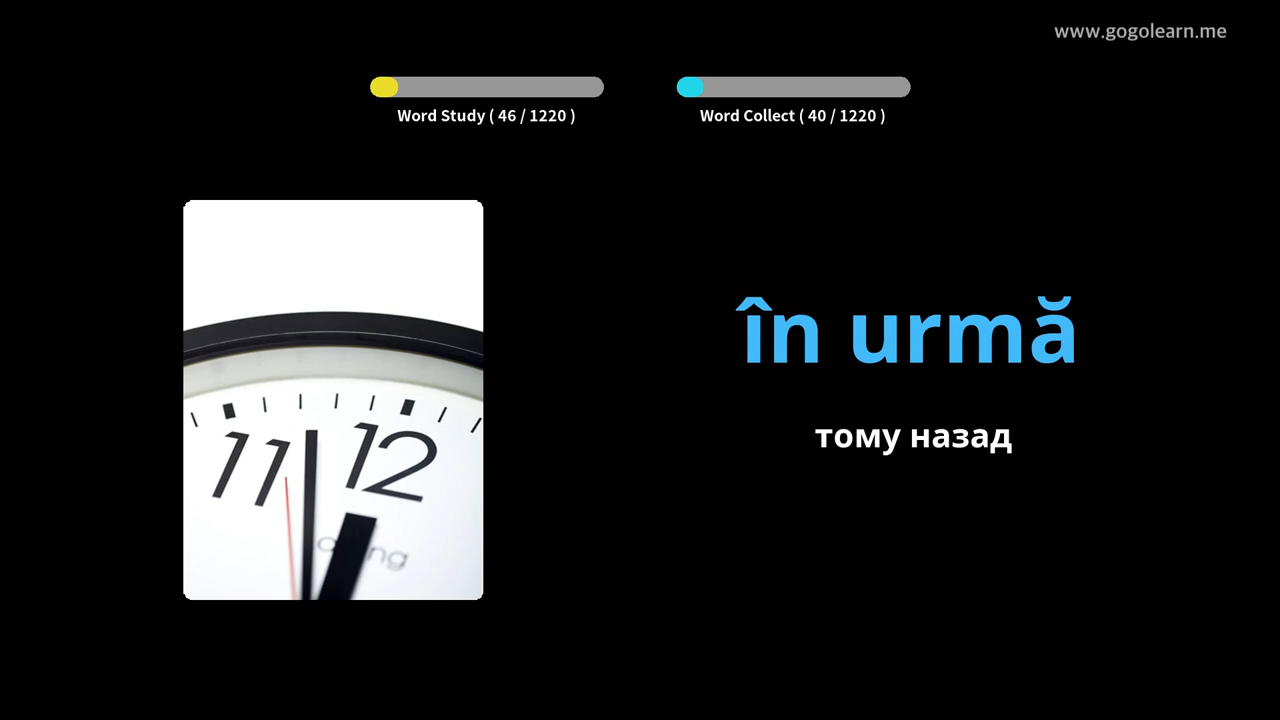 www.gogolearn.me
Word Study ( 46 / 1220 )
Word Collect ( 40 / 1220 )
în urmă
тому назад
11
12